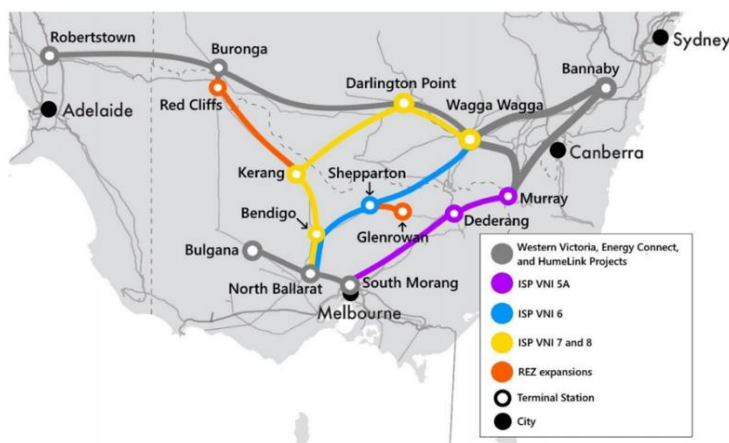 Robertstown
Buronga
Sydney
Darlington Point
Bannaby
Wagga Wagga
Red Cliffs
Adelaide
Canberra
Kerang
Shepparton
Murray
Bendigo
Dederang
Glenrowan
Bulgana
North Ballarat
South Morang
Melbourne
Western Victoria, Energy Connect,
and HumeLink Projects
ISP VNI 5A
ISP VNI 6
ISP VNI 7 and 8
REZ expansions
Terminal Station
City